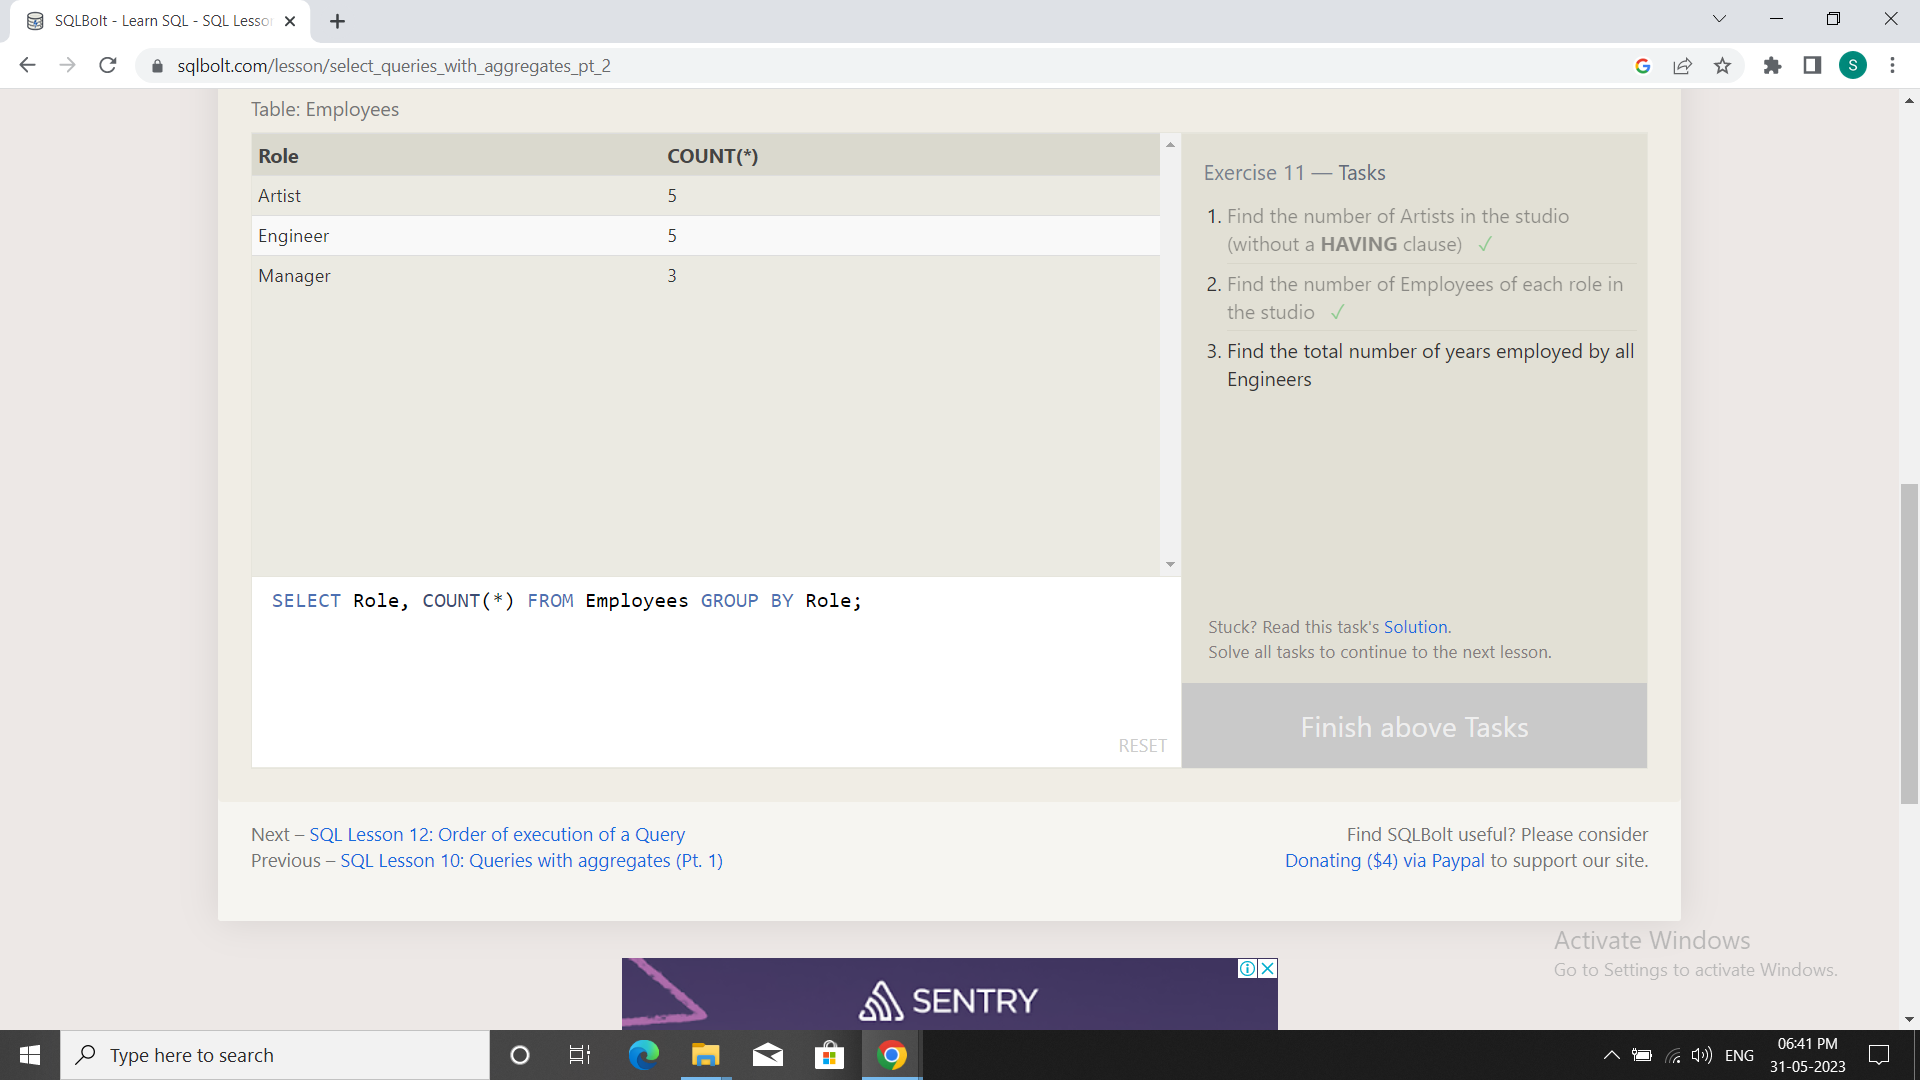 SQLBolt - Learn SQL - SQL Lesso
sqlbolt.com/lesson/select_queries_with_aggregates_pt_2
S
Table: Employees
Role COUNT(*)
Artist 5
Engineer 5
Manager 3
SELECT Role, COUNT(*) FROM Employees GROUP BY Role;
RESET
Exercise 11 — Tasks
1. Find the number of Artists in the studio
(without a HAVING clause) ✓
2. Find the number of Employees of each role in
the studio ✓
3. Find the total number of years employed by all
Engineers
Stuck? Read this task's Solution.
Solve all tasks to continue to the next lesson.
Finish above Tasks
Next – SQL Lesson 12: Order of execution of a Query
Previous – SQL Lesson 10: Queries with aggregates (Pt. 1)
Find SQLBolt useful? Please consider
Donating ($4) via Paypal to support our site.
Activate Windows
Go to Settings to activate Windows.
SENTRY
Type here to search
ENG
06:41 PM
31-05-2023